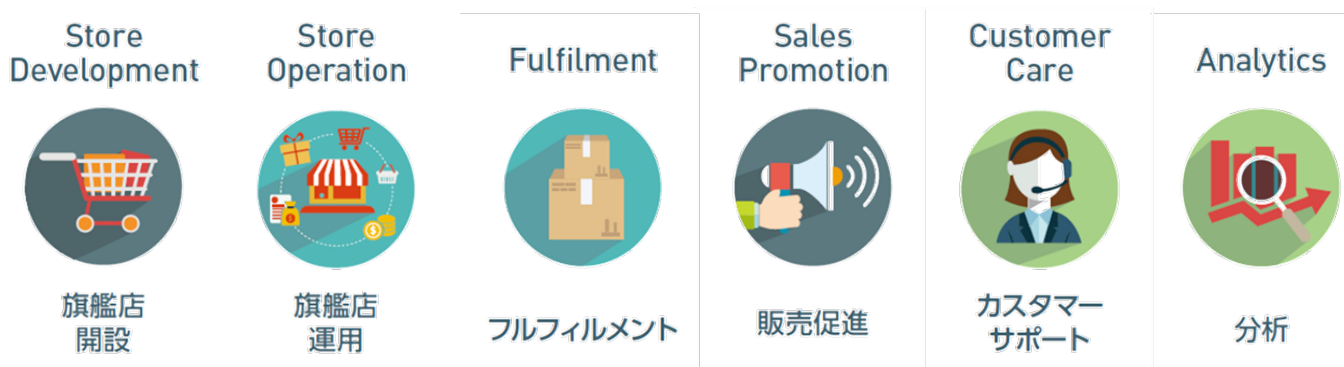 Store
Development
旗艦店
開設
Store
Operation
旗艦店
運用
Fulfilment
フルフィルメント
Sales
Promotion
販売促進
Customer
Care
カスタマー
サポート
Analytics
分析